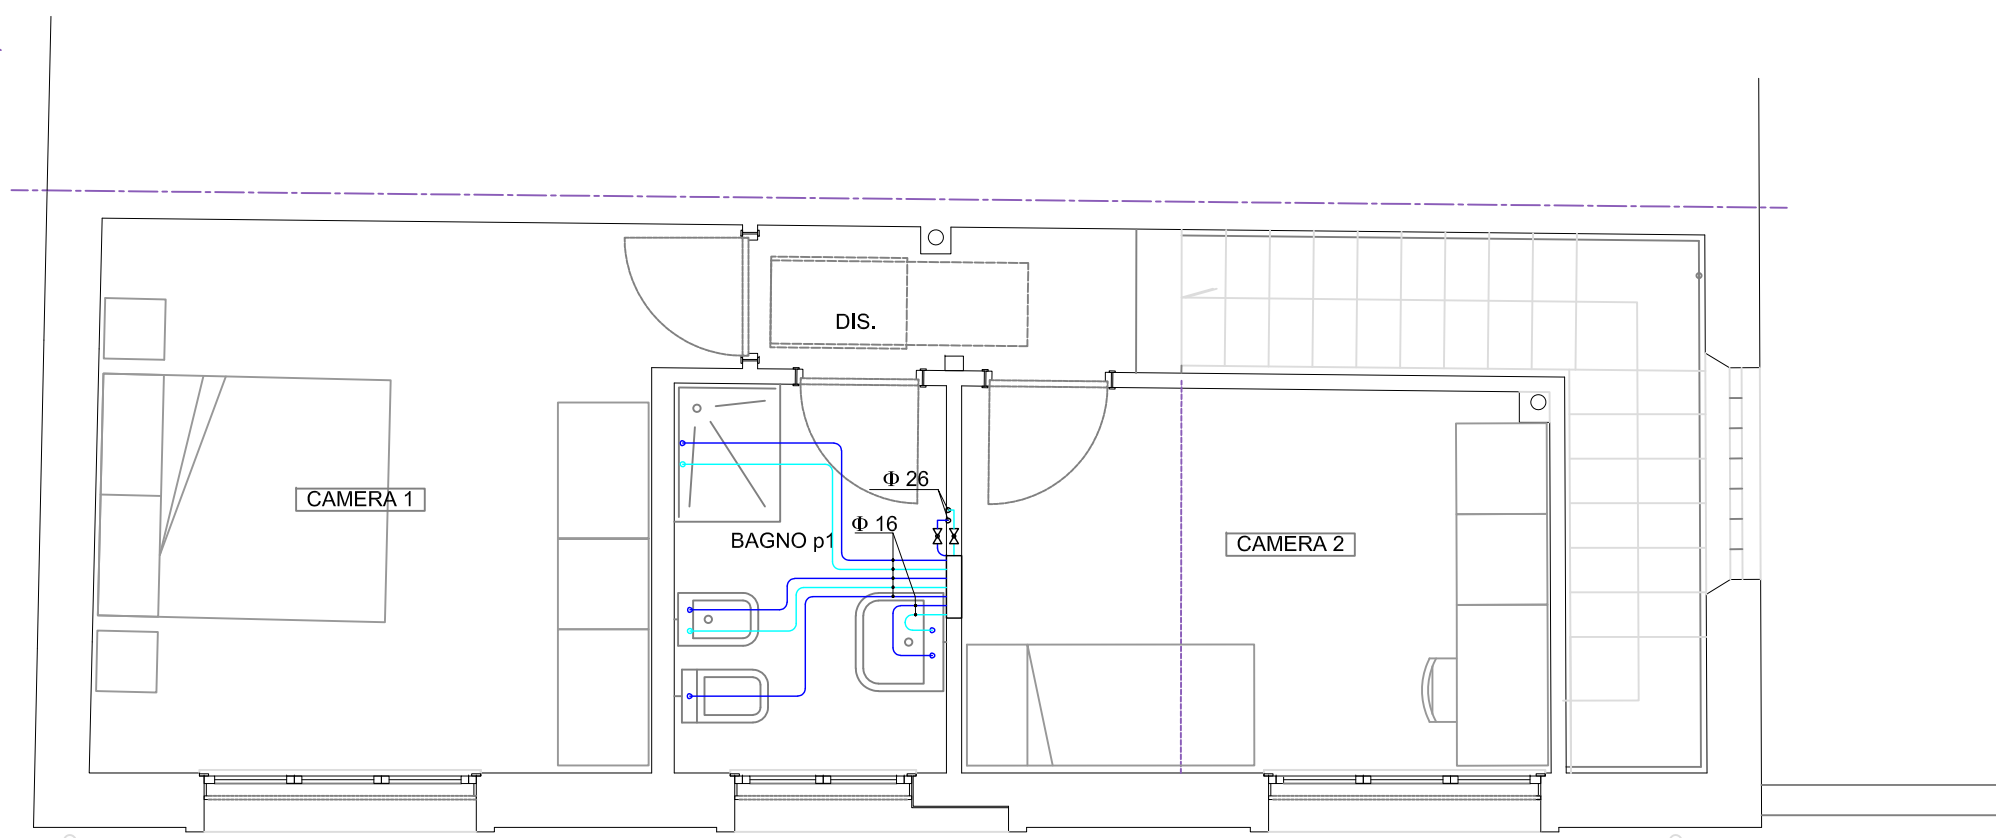 DIS.
Φ 26
CAMERA 1
Φ 16
BAGNO p1
CAMERA 2